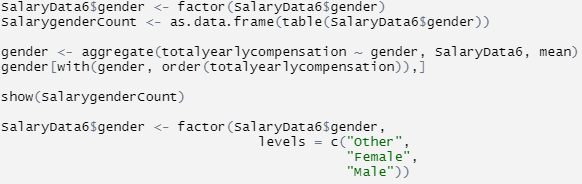 SalaryData6$gender <- factor(SalaryData6$gender)
SalarygenderCount <- as.data.frame(table(SalaryData6$gender))
gender <- aggregate(totalyearlycompensation ~ gender, SalaryData6, mean)
gender[with(gender, order(totalyearlycompensation)),]
show(SalarygenderCount)
SalaryData6$gender <- factor(SalaryData6$gender,
levels = c("Other",
"Female",
"Male"))